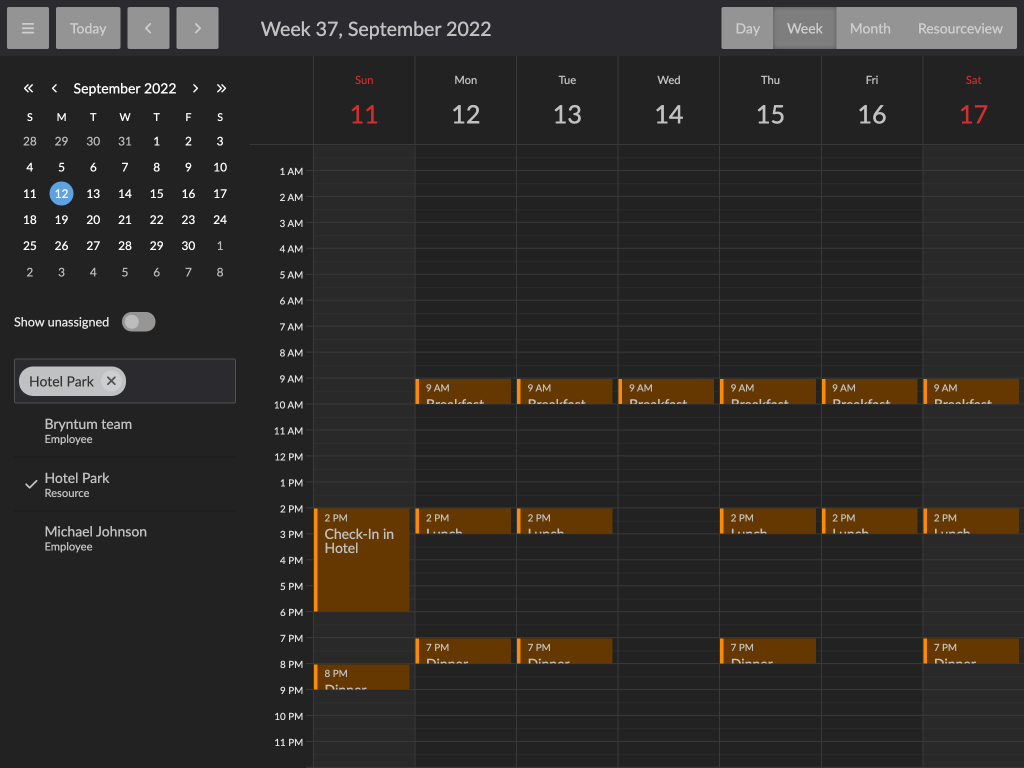 Today
Week 37, September 2022
Day Week Month Resourceview
September 2022
S M T W T F S
28 29 30 31 1 2 3
4 5 6 7 8 9 10
11 12 13 14 15 16 17
18 19 20 21 22 23 24
25 26 27 28 29 30 1
2 3 4 5 6 7 8
Show unassigned
Hotel Park
Bryntum team
Employee
Hotel Park
Resource
Michael Johnson
Employee
Sun Mon Tue Wed Thu Fri Sat
11 12 13 14 15 16 17
1 AM
2 AM
3 AM
4 AM
5 AM
6 AM
7 AM
8 AM
9 AM
9 AM 9 AM 9 AM 9 AM 9 AM 9 AM
Breakfast Breakfast Breakfast Breakfast Breakfast Breakfast
10 AM
11 AM
12 PM
1 PM
2 PM
2 PM 2 PM 2 PM 2 PM 2 PM 2 PM
Check-In in Lunch Lunch Lunch Lunch Lunch
3 PM
Hotel
4 PM
5 PM
6 PM
7 PM
7 PM 7 PM 7 PM 7 PM
Dinner Dinner Dinner Dinner
8 PM
8 PM
Dinner
9 PM
10 PM
11 PM